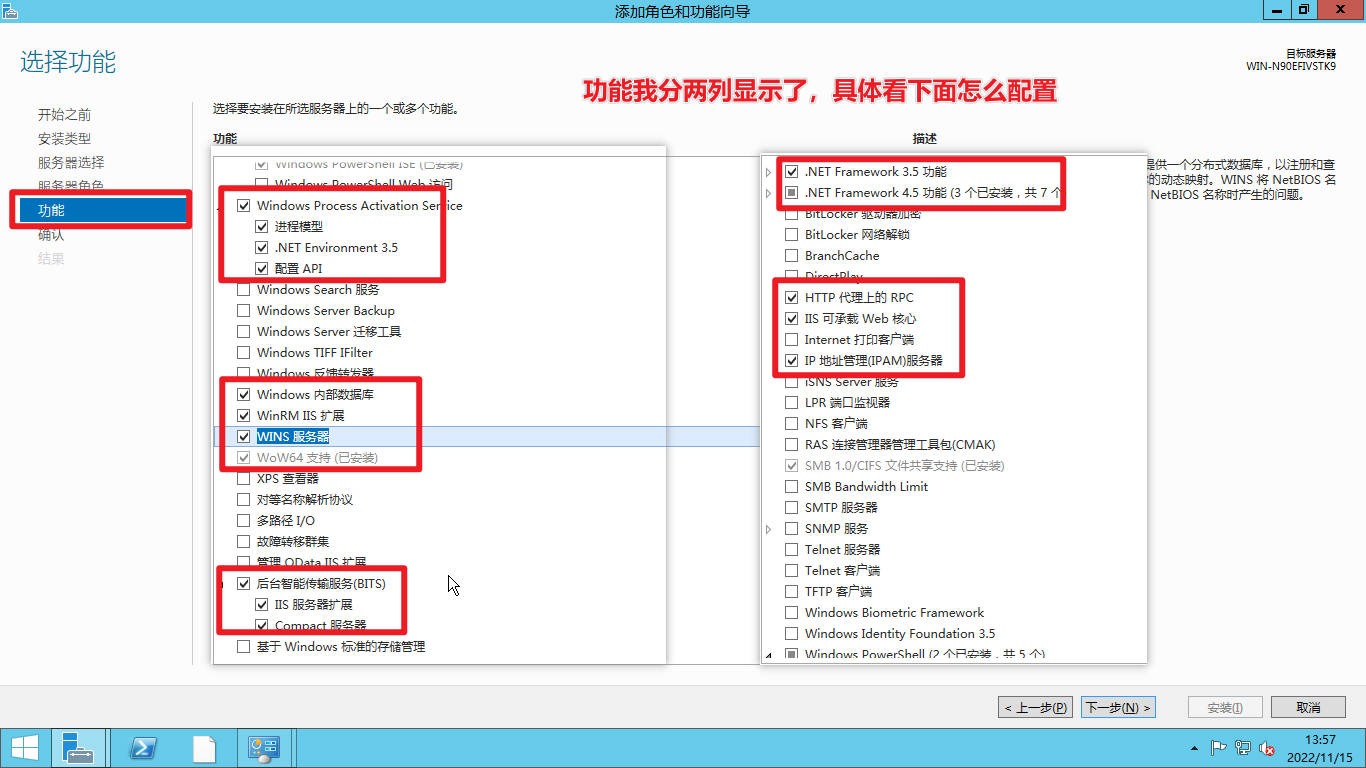 添加角色和功能向导
选择功能
目标服务器
WIN-N90EFIVSTK9
功能我分两列显示了，具体看下面怎么配置
开始之前
安装类型
服务器选择
服务器角色
功能
确认
结果
选择要安装在所选服务器上的一个或多个功能。
功能
Windows PowerShell ISE (已安装)
Windows PowerShell Web 访问
Windows Process Activation Service
进程模型
.NET Environment 3.5
配置 API
Windows Search 服务
Windows Server Backup
Windows Server 迁移工具
Windows TIFF IFilter
Windows 反馈转发器
Windows 内部数据库
WinRM IIS 扩展
WINS 服务器
WoW64 支持 (已安装)
XPS 查看器
对等名称解析协议
多路径 I/O
故障转移群集
管理 OData IIS 扩展
后台智能传输服务(BITS)
IIS 服务器扩展
Compact 服务器
基于 Windows 标准的存储管理
描述
.NET Framework 3.5 功能
.NET Framework 4.5 功能 (3 个已安装，共 7 个
BitLocker 驱动器加密
BitLocker 网络解锁
BranchCache
DirectPlay
HTTP 代理上的 RPC
IIS 可承载 Web 核心
Internet 打印客户端
IP 地址管理(IPAM)服务器
iSNS Server 服务
LPR 端口监视器
NFS 客户端
RAS 连接管理器管理工具包(CMAK)
SMB 1.0/CIFS 文件共享支持 (已安装)
SMB Bandwidth Limit
SMTP 服务器
SNMP 服务
Telnet 服务器
Telnet 客户端
TFTP 客户端
Windows Biometric Framework
Windows Identity Foundation 3.5
Windows PowerShell (2 个已安装，共 5 个)
是供一个分布式数据库，以注册和查
的动态映射。WINS 将 NetBIOS 名
NetBIOS 名称时产生的问题。
< 上一步(P)
下一步(N) >
安装(I)
取消
13:57
2022/11/15